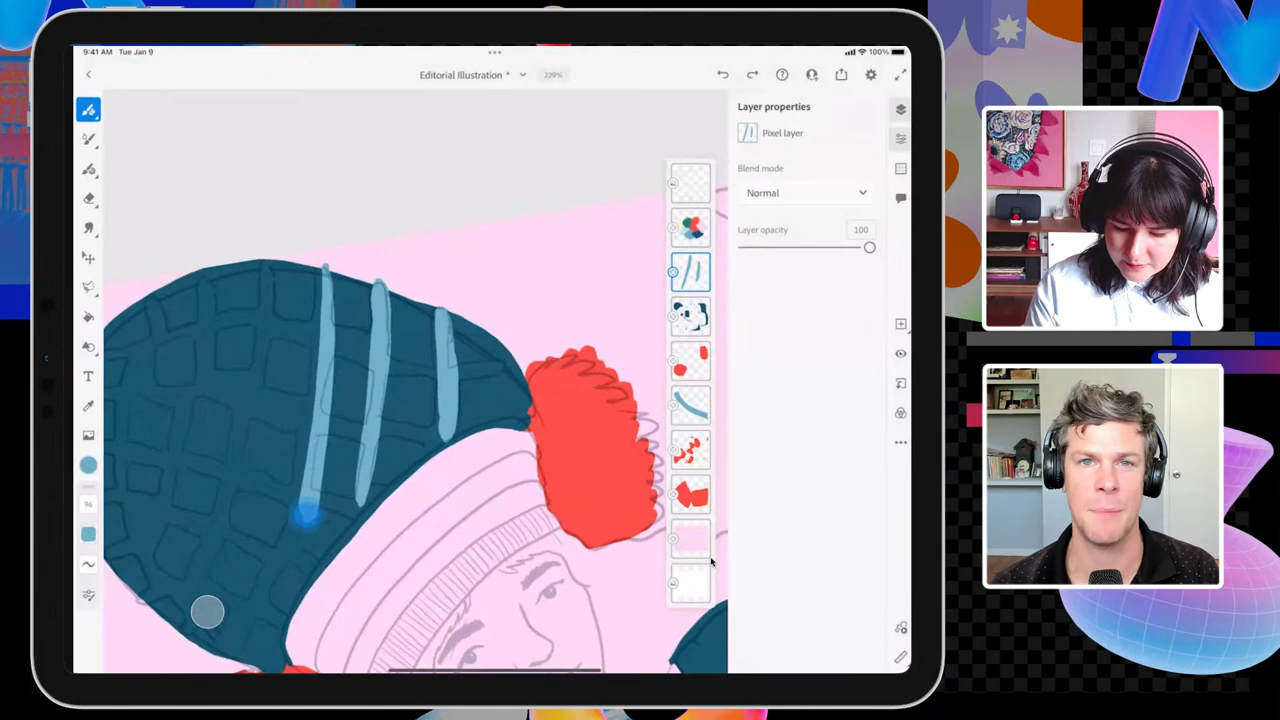 9:41 AM Tue Jan 9
100%
Editorial Illustration *
229%
Layer properties
Pixel layer
Blend mode
Normal
Layer opacity
100
T
96